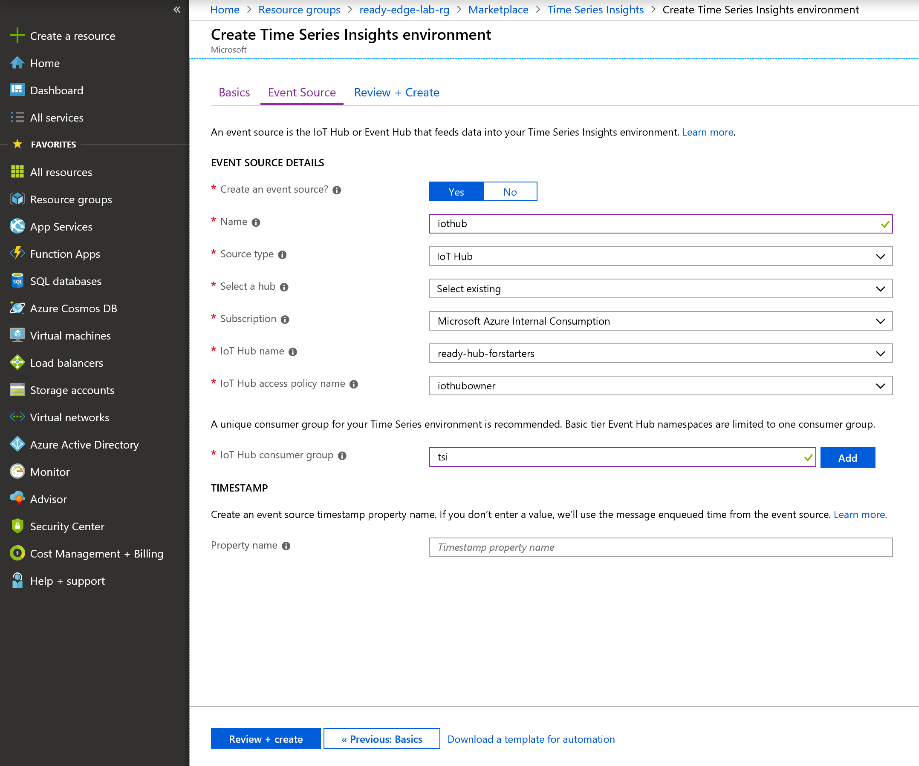 «
Create a resource
Home
Dashboard
All services
FAVORITES
All resources
Resource groups
App Services
Function Apps
SQL databases
Azure Cosmos DB
Virtual machines
Load balancers
Storage accounts
Virtual networks
Azure Active Directory
Monitor
Advisor
Security Center
Cost Management + Billing
Help + support
Home > Resource groups > ready-edge-lab-rg > Marketplace > Time Series Insights > Create Time Series Insights environment
Create Time Series Insights environment
Microsoft
Basics Event Source Review + Create
An event source is the IoT Hub or Event Hub that feeds data into your Time Series Insights environment. Learn more.
EVENT SOURCE DETAILS
* Create an event source? Yes No
* Name iothub
* Source type IoT Hub
* Select a hub Select existing
* Subscription Microsoft Azure Internal Consumption
* IoT Hub name ready-hub-forstarters
* IoT Hub access policy name iothubowner
A unique consumer group for your Time Series environment is recommended. Basic tier Event Hub namespaces are limited to one consumer group.
* IoT Hub consumer group tsi Add
TIMESTAMP
Create an event source timestamp property name. If you don't enter a value, we'll use the message enqueued time from the event source. Learn more.
Property name Timestamp property name
Review + create « Previous: Basics Download a template for automation